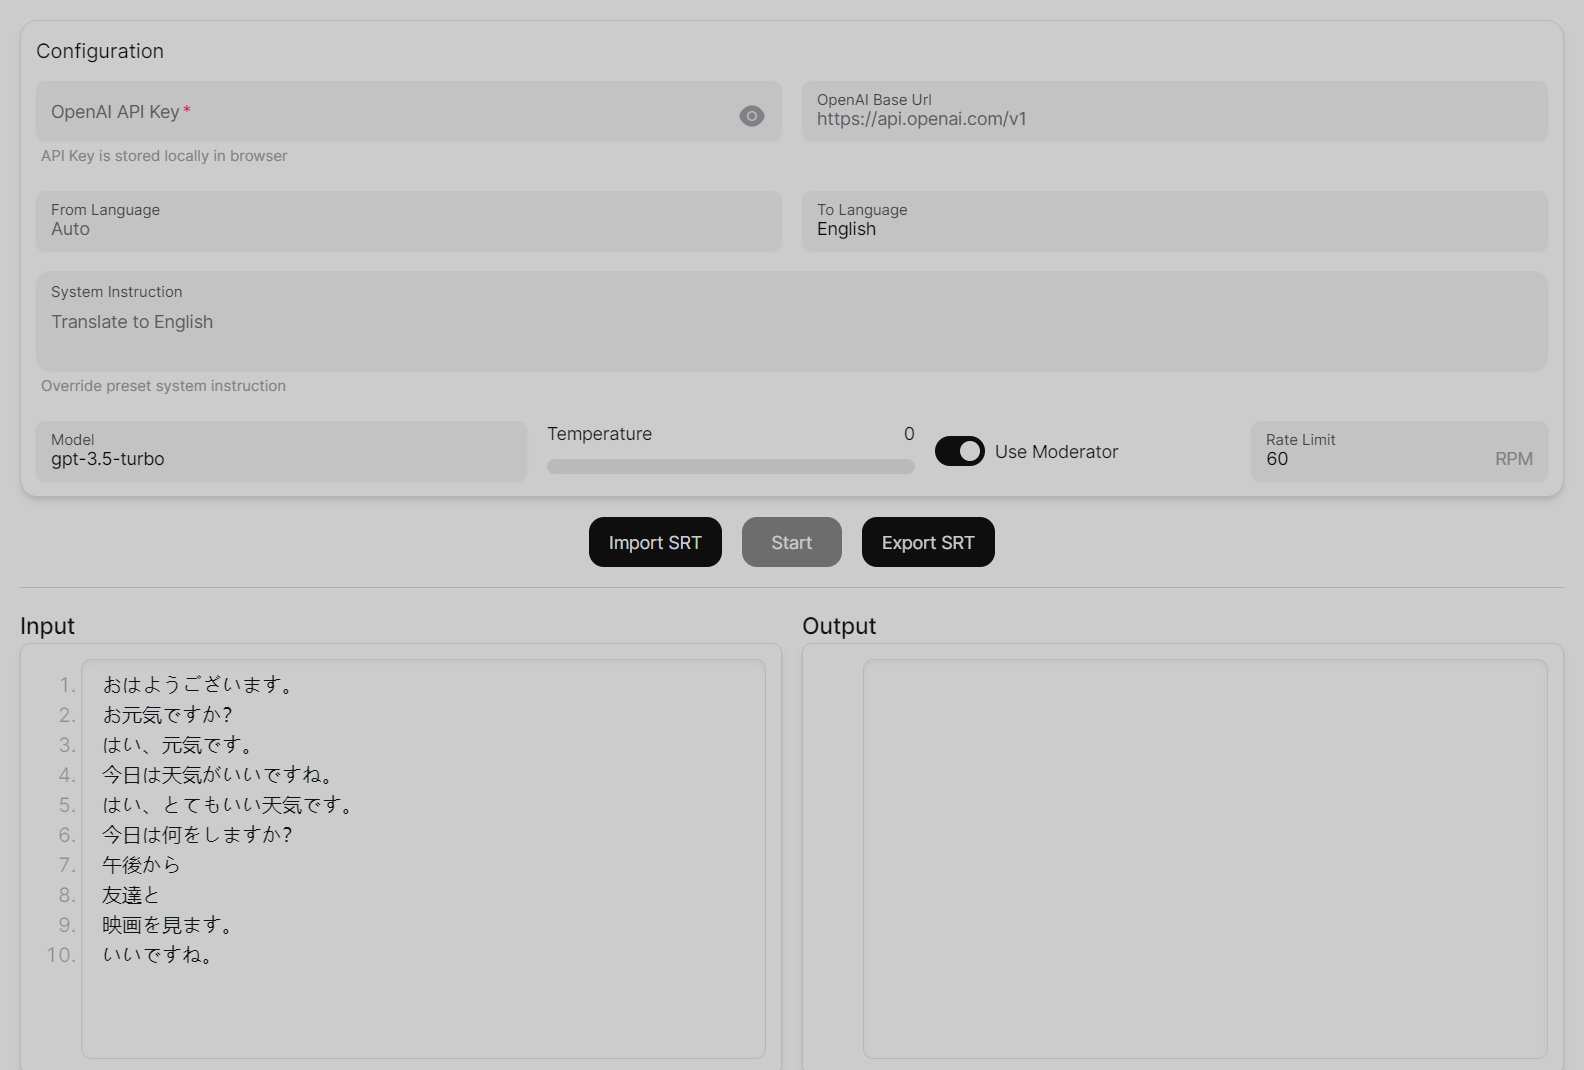 Configuration
OpenAI API Key*
API Key is stored locally in browser
OpenAI Base Url
https://api.openai.com/v1
From Language
Auto
To Language
English
System Instruction
Translate to English
Override preset system instruction
Model
gpt-3.5-turbo
Temperature 0
Use Moderator
Rate Limit
60 RPM
Import SRT
Start
Export SRT
Input
1. おはようございます。
2. お元気ですか?
3. はい、元気です。
4. 今日は天気がいいですね。
5. はい、とてもいい天気です。
6. 今日は何をしますか?
7. 午後から
8. 友達と
9. 映画を見ます。
10. いいですね。
Output